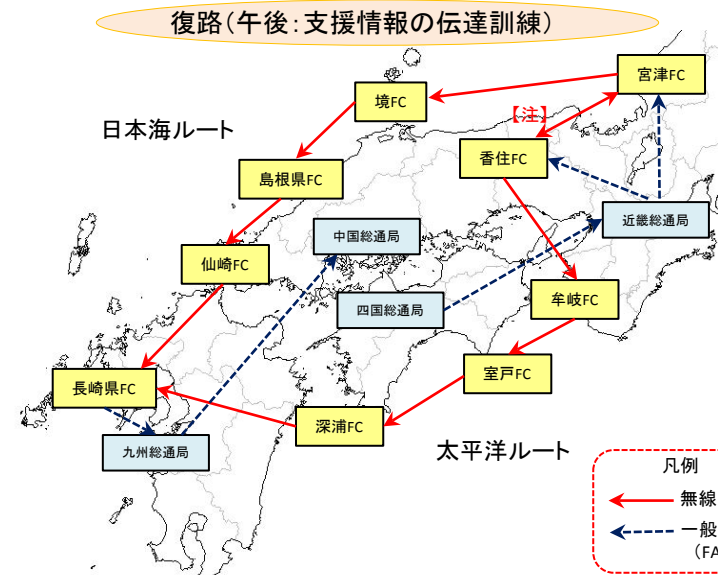 復路(午後:支援情報の伝達訓練)
宮津FC
境FC
【注】
日本海ルート
香住FC
島根県FC
近畿総通局
中国総通局
仙崎FC
牟岐FC
四国総通局
室戸FC
長崎県FC
深浦FC
太平洋ルート
九州総通局
凡例
無線
一般
(FA